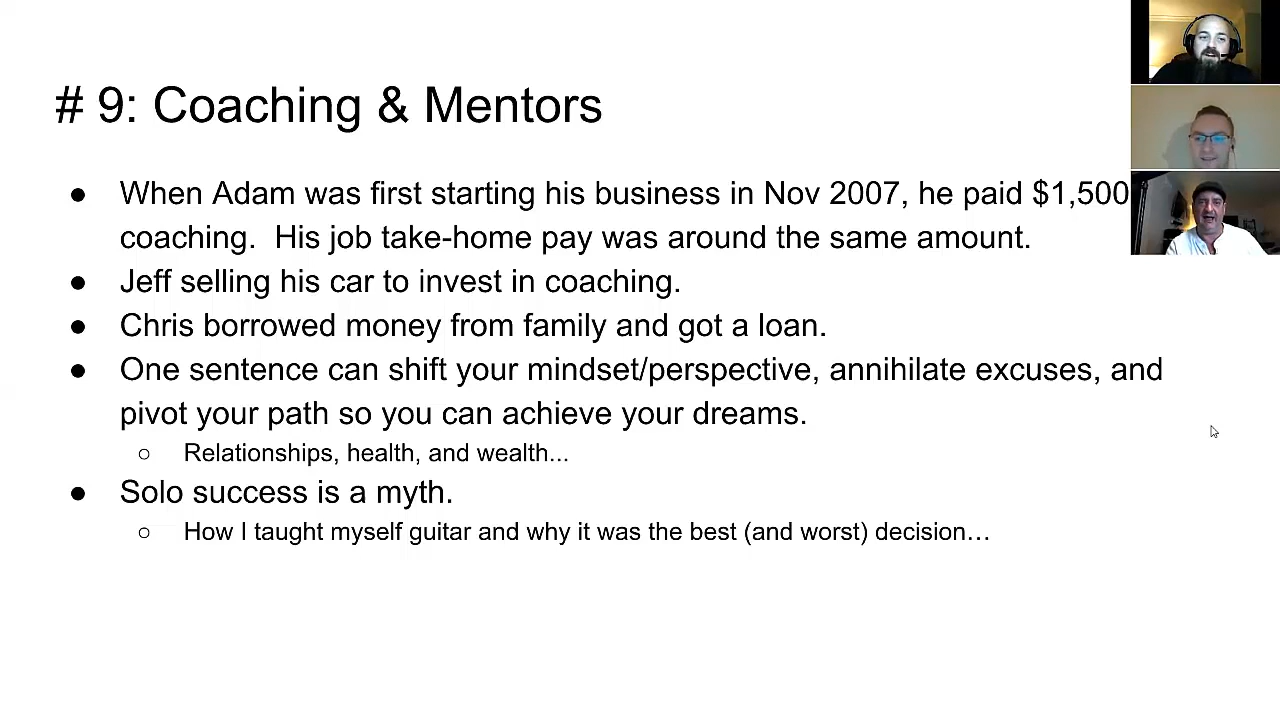 # 9: Coaching & Mentors
● When Adam was first starting his business in Nov 2007, he paid $1,500
coaching.  His job take-home pay was around the same amount.
● Jeff selling his car to invest in coaching.
● Chris borrowed money from family and got a loan.
● One sentence can shift your mindset/perspective, annihilate excuses, and
pivot your path so you can achieve your dreams.
○ Relationships, health, and wealth...
● Solo success is a myth.
○ How I taught myself guitar and why it was the best (and worst) decision…